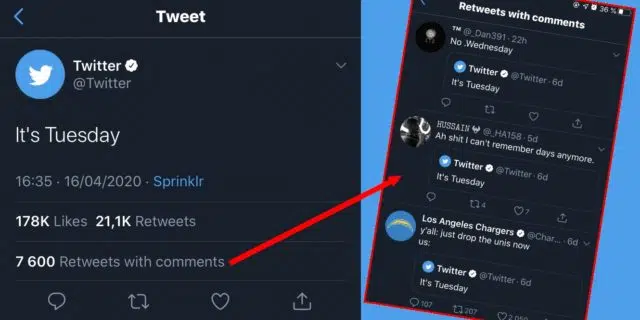 Tweet
Twitter
@Twitter
It's Tuesday
16:35 · 16/04/2020 · Sprinklr
178K Likes 21,1K Retweets
7 600 Retweets with comments
36 %
Retweets with comments
™ @_Dan391 · 22h
No .Wednesday
Twitter @Twitter · 6d
It's Tuesday
HUSSAIN @_HA158 · 5d
Ah shit I can't remember days anymore.
Twitter @Twitter · 6d
It's Tuesday
4
7
Los Angeles Chargers @Char... · 6d
y'all: just drop the unis now
us:
Twitter @Twitter · 6d
It's Tuesday
107
207
2 059